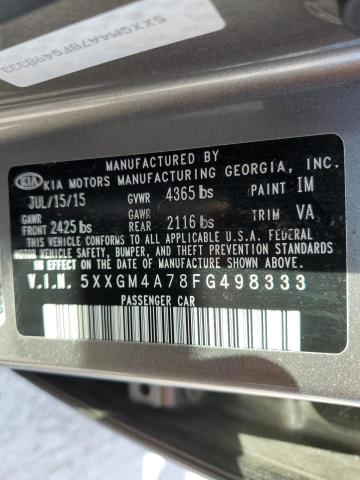 5XXGM4A78FG498333
MANUFACTURED BY
KIA KIA MOTORS MANUFACTURING GEORGIA, INC.
JUL/15/15 GVWR 4365 lbs PAINT IM
GAWR FRONT 2425 lbs GAWR REAR 2116 lbs TRIM VA
THIS VEHICLE CONFORMS TO ALL APPLICABLE U.S.A. FEDERAL
MOTOR VEHICLE SAFETY, BUMPER, AND THEFT PREVENTION STANDARDS
IN EFFECT ON THE DATE OF MANUFACTURE SHOWN ABOVE.
V.I.N. 5XXGM4A78FG498333
PASSENGER CAR